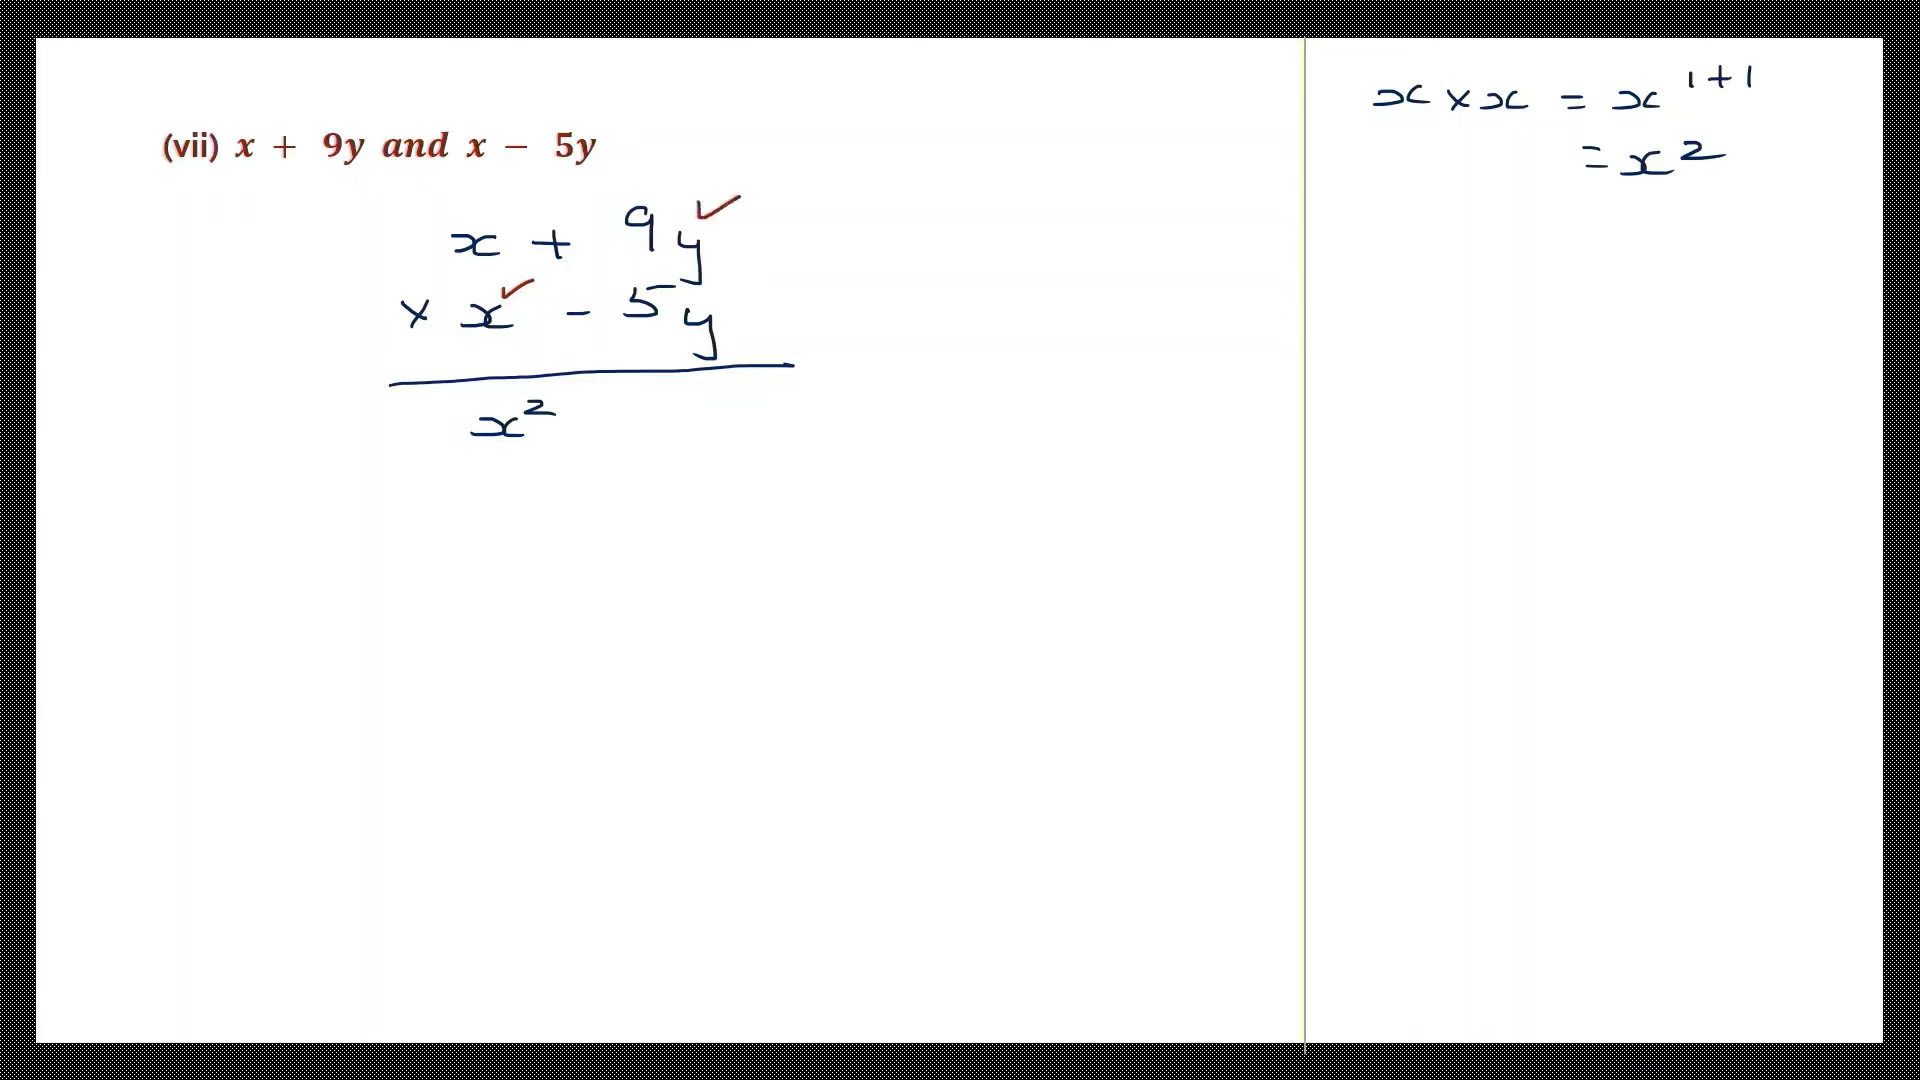 (vii) x + 9y and x - 5y
x + 9y ✓
× x ✓ - 5y
x²
x × x = x¹⁺¹
= x²